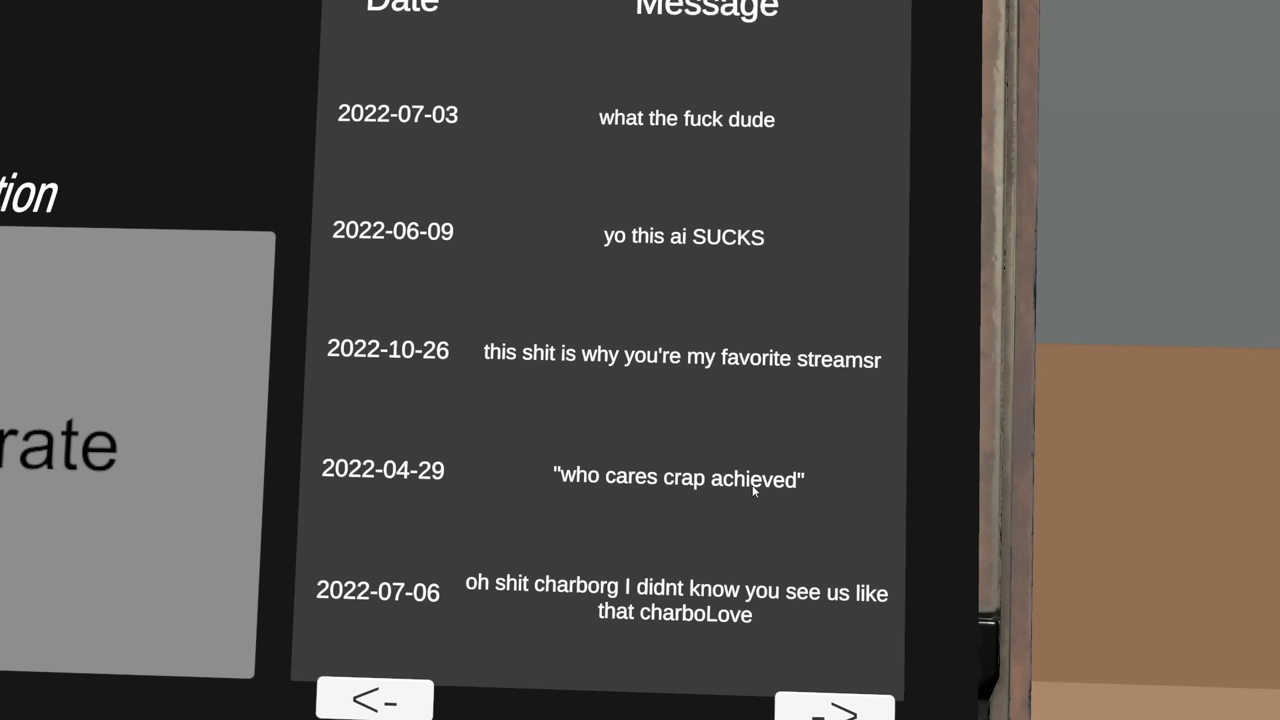 Date Message
2022-07-03 what the fuck dude
tion
2022-06-09 yo this ai SUCKS
2022-10-26 this shit is why you're my favorite streamsr
rate
2022-04-29 "who cares crap achieved"
2022-07-06 oh shit charborg I didnt know you see us like
that charboLove
<- ->